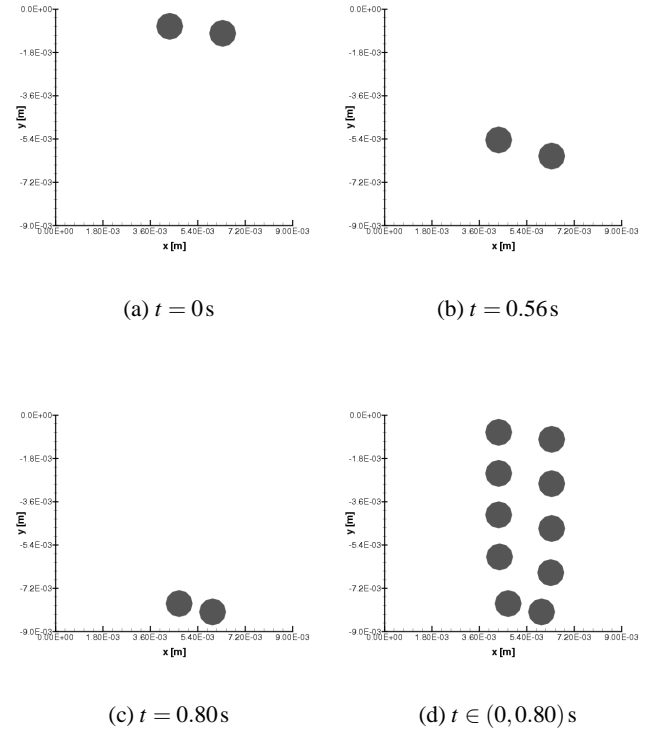 0.0E+00
-1.8E-03
-3.6E-03
-5.4E-03
-7.2E-03
-9.0E-03
y [m]
0.00E+00 1.80E-03 3.60E-03 5.40E-03 7.20E-03 9.00E-03
x [m]
(a) t = 0s
0.0E+00
-1.8E-03
-3.6E-03
-5.4E-03
-7.2E-03
-9.0E-03
y [m]
0.00E+00 1.80E-03 3.60E-03 5.40E-03 7.20E-03 9.00E-03
x [m]
(b) t = 0.56s
0.0E+00
-1.8E-03
-3.6E-03
-5.4E-03
-7.2E-03
-9.0E-03
y [m]
0.00E+00 1.80E-03 3.60E-03 5.40E-03 7.20E-03 9.00E-03
x [m]
(c) t = 0.80s
0.0E+00
-1.8E-03
-3.6E-03
-5.4E-03
-7.2E-03
-9.0E-03
y [m]
0.00E+00 1.80E-03 3.60E-03 5.40E-03 7.20E-03 9.00E-03
x [m]
(d) t ∈ (0,0.80)s